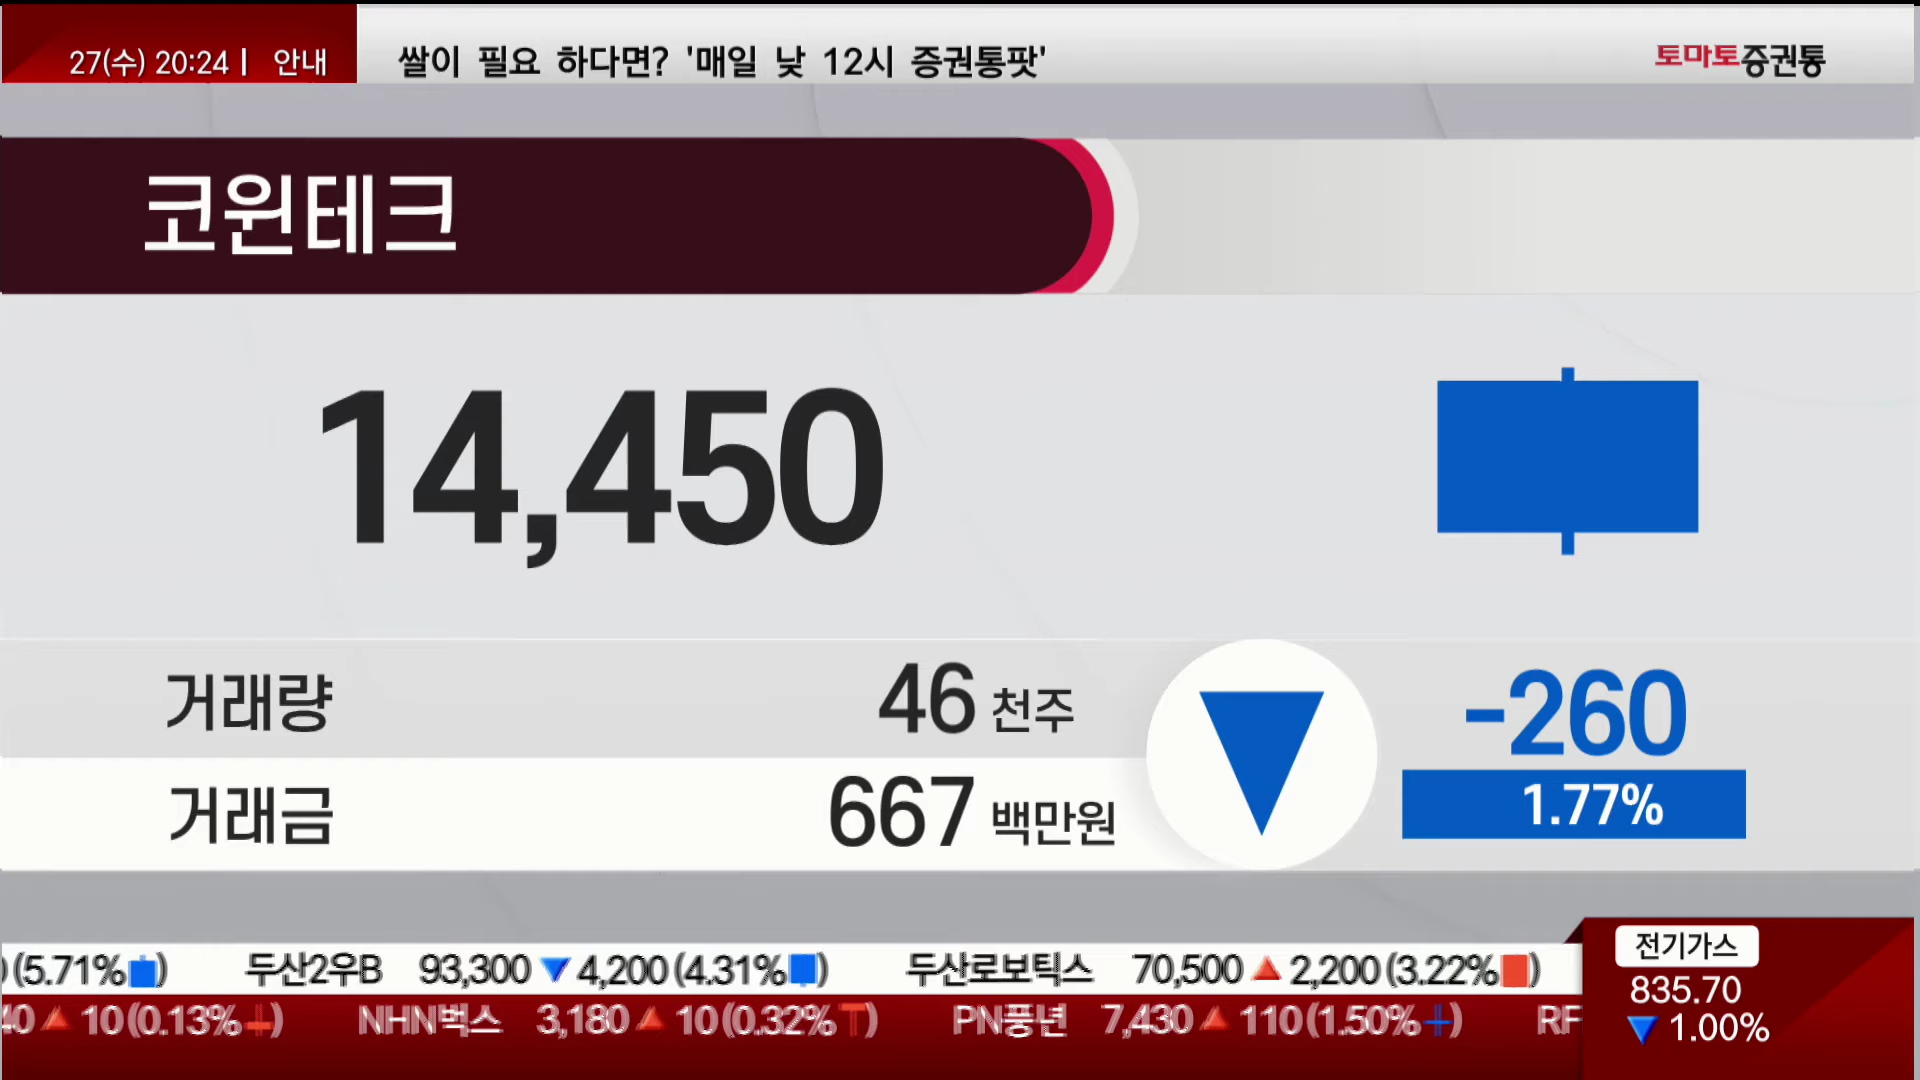 27(수) 20:24 | 안내 쌀이 필요 하다면? '매일 낮 12시 증권통팟' 토마토증권통
코윈테크
14,450
거래량 46 천주
-260
거래금 667 백만원
1.77%
(5.71% ) 두산2우B 93,300 ▼ 4,200 (4.31% ) 두산로보틱스 70,500 ▲ 2,200 (3.22% )
40 ▲ 10 (0.13% ) NHN벅스 3,180 ▲ 10 (0.32% ) PN풍년 7,430 ▲ 110 (1.50% ) RF
전기가스
835.70
▼ 1.00%